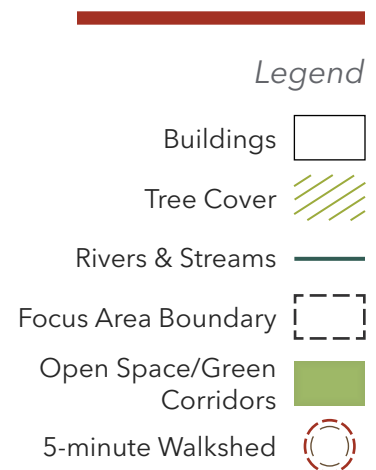 Legend
Buildings
Tree Cover
Rivers & Streams
Focus Area Boundary
Open Space/Green
Corridors
5-minute Walkshed